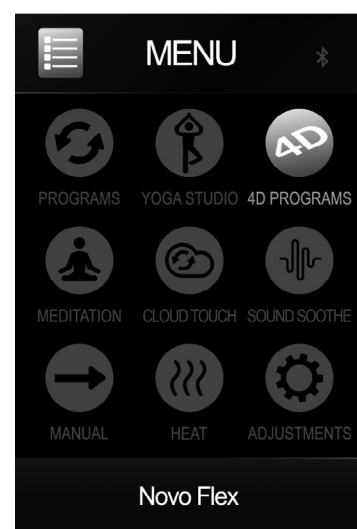 MENU
4D
PROGRAMS YOGA STUDIO 4D PROGRAMS
MEDITATION CLOUD TOUCH SOUND SOOTHE
MANUAL HEAT ADJUSTMENTS
Novo Flex